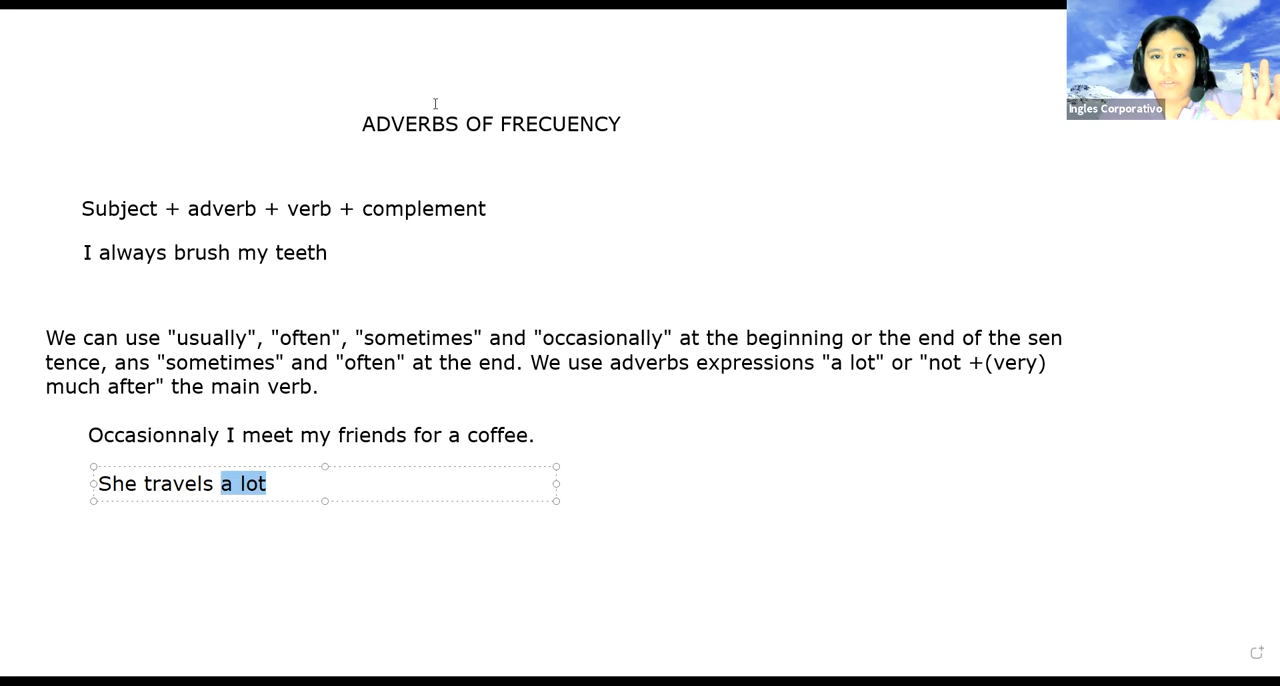 Ingles Corporativo
ADVERBS OF FRECUENCY
Subject + adverb + verb + complement
I always brush my teeth
We can use "usually", "often", "sometimes" and "occasionally" at the beginning or the end of the sen
tence, ans "sometimes" and "often" at the end. We use adverbs expressions "a lot" or "not +(very)
much after" the main verb.
Occasionnaly I meet my friends for a coffee.
She travels a lot